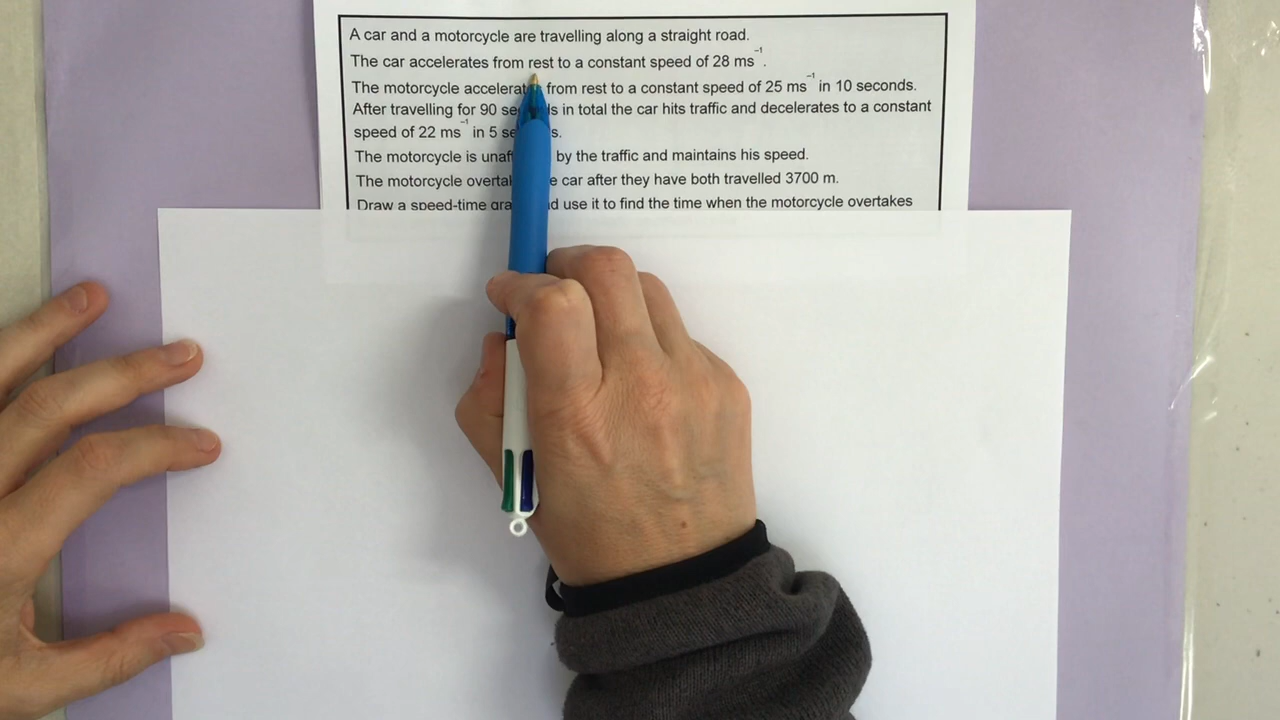 A car and a motorcycle are travelling along a straight road.
The car accelerates from rest to a constant speed of 28 ms⁻¹.
The motorcycle accelerat from rest to a constant speed of 25 ms⁻¹ in 10 seconds.
After travelling for 90 se ds in total the car hits traffic and decelerates to a constant
speed of 22 ms⁻¹ in 5 se s.
The motorcycle is unaf by the traffic and maintains his speed.
The motorcycle overta e car after they have both travelled 3700 m.
Draw a speed-time gra nd use it to find the time when the motorcycle overtakes